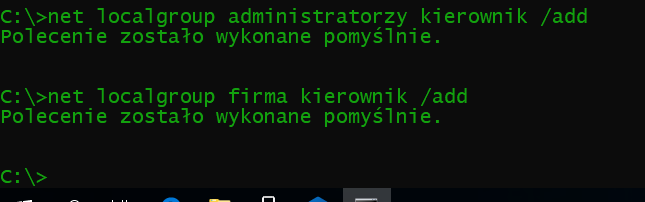 C:\>net localgroup administratorzy kierownik /add
Polecenie zostało wykonane pomyślnie.
C:\>net localgroup firma kierownik /add
Polecenie zostało wykonane pomyślnie.
C:\>